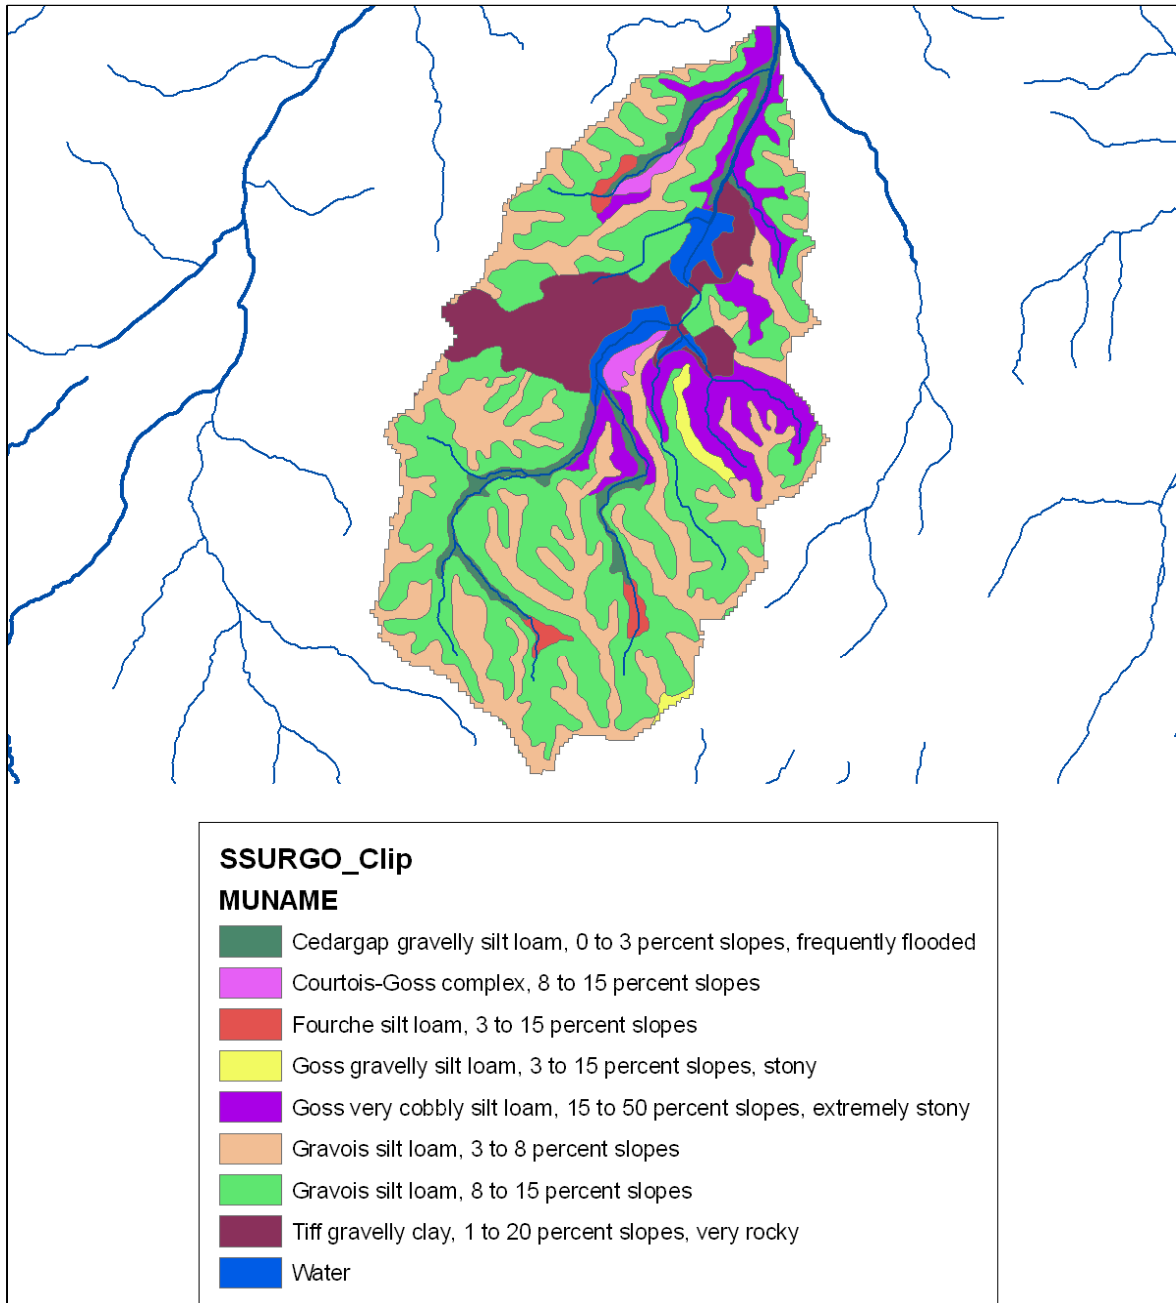 SSURGO_Clip
MUNAME
Cedargap gravelly silt loam, 0 to 3 percent slopes, frequently flooded
Courtois-Goss complex, 8 to 15 percent slopes
Fourche silt loam, 3 to 15 percent slopes
Goss gravelly silt loam, 3 to 15 percent slopes, stony
Goss very cobbly silt loam, 15 to 50 percent slopes, extremely stony
Gravois silt loam, 3 to 8 percent slopes
Gravois silt loam, 8 to 15 percent slopes
Tiff gravelly clay, 1 to 20 percent slopes, very rocky
Water